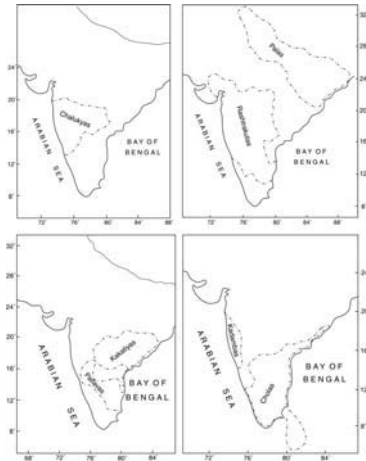 20°
16°
12°
8°
72°
76°
80°
84°
88°
Chalukyas
ARABIAN SEA
BAY OF
BENGAL
32°
28°
24°
20°
16°
12°
8°
72°
76°
80°
84°
88°
Palas
Rashtrakutas
ARABIAN SEA
BAY OF
BENGAL
32°
28°
24°
20°
16°
12°
8°
68°
72°
76°
80°
84°
Kakatiyas
ARABIAN SEA
BAY OF
BENGAL
24°
20°
16°
12°
8°
72°
76°
80°
84°
Kadambas
Cholas
ARABIAN SEA
BAY OF
BENGAL